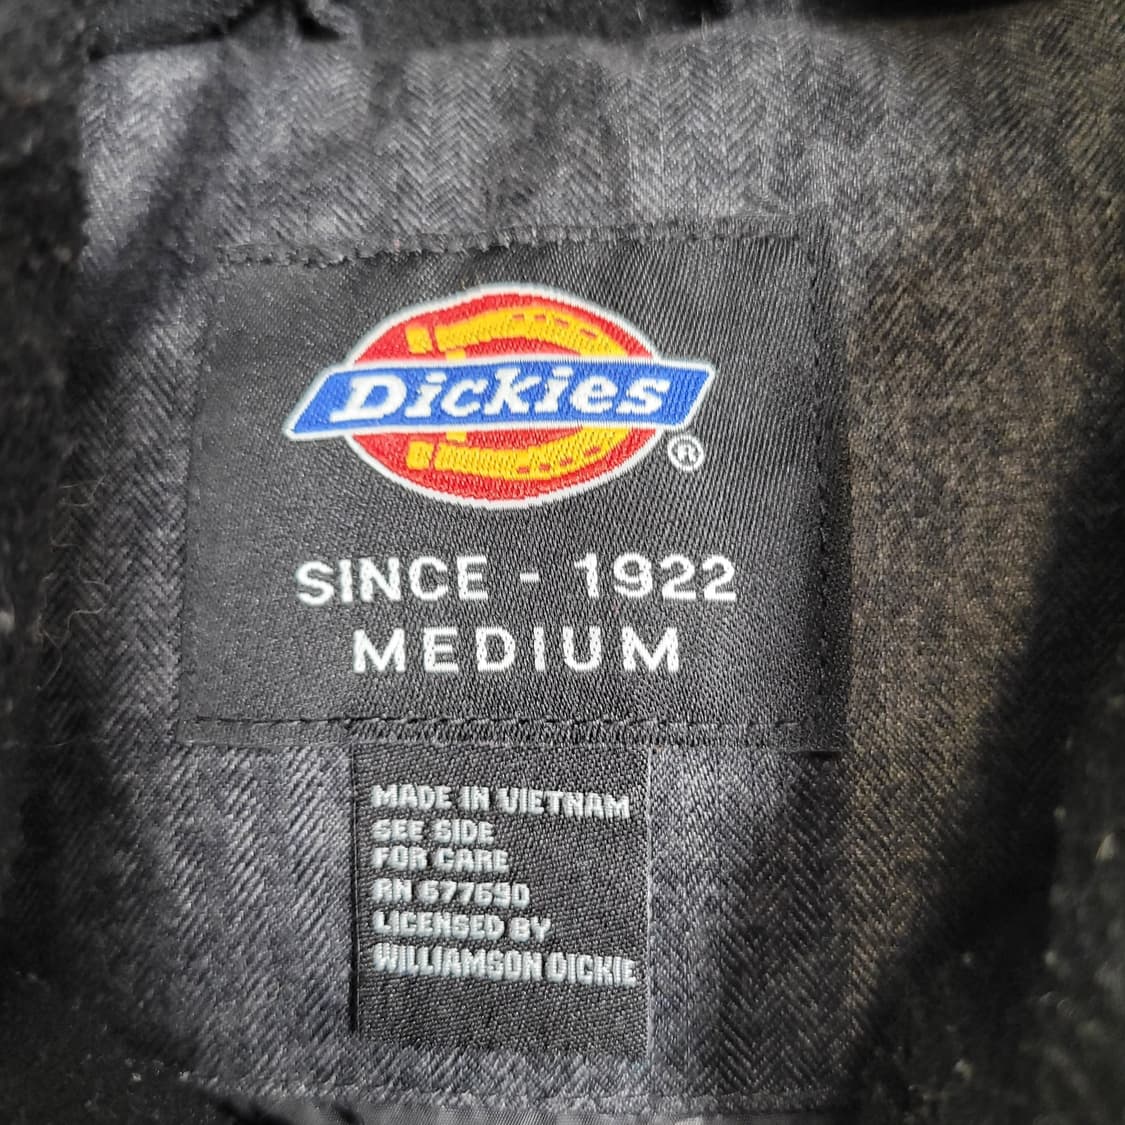 Dickies
®
SINCE - 1922
MEDIUM
MADE IN VIETNAM
SEE SIDE
FOR CARE
RN 677690
LICENSED BY
WILLIAMSON DICKIE